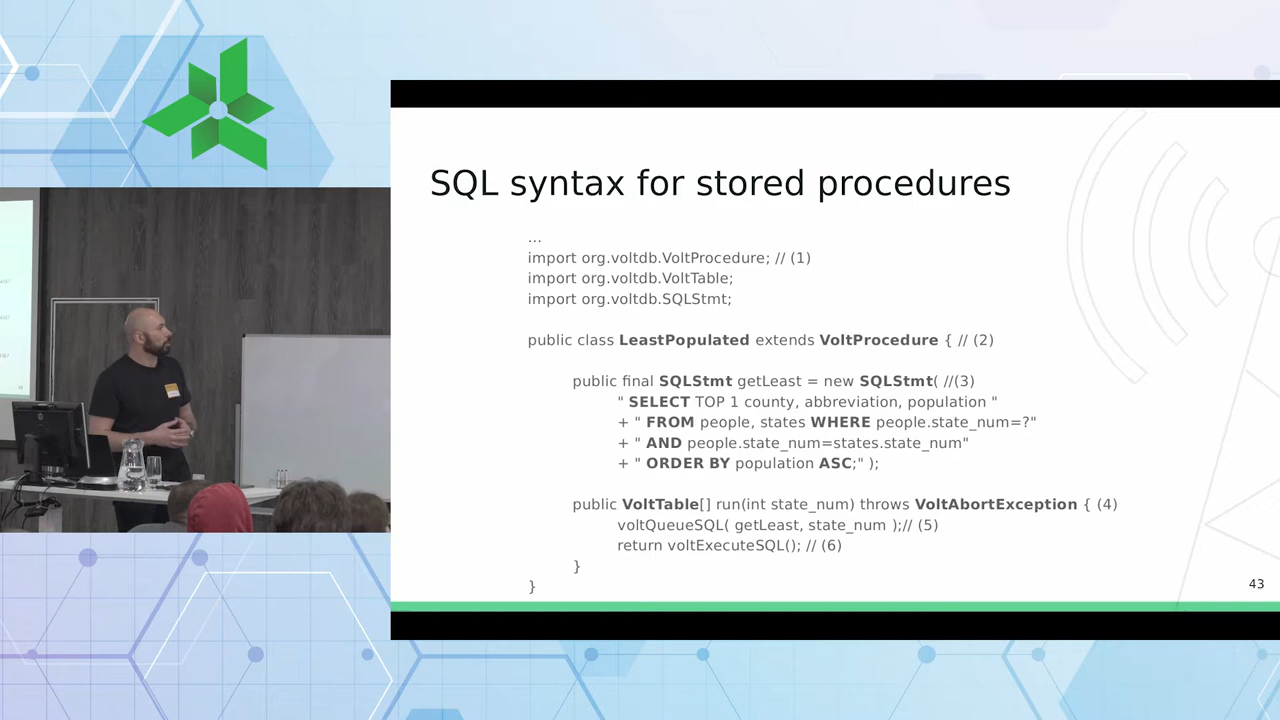 SQL syntax for stored procedures
...
import org.voltdb.VoltProcedure; // (1)
import org.voltdb.VoltTable;
import org.voltdb.SQLStmt;
public class LeastPopulated extends VoltProcedure { // (2)
public final SQLStmt getLeast = new SQLStmt( //(3)
" SELECT TOP 1 county, abbreviation, population "
+ " FROM people, states WHERE people.state_num=?"
+ " AND people.state_num=states.state_num"
+ " ORDER BY population ASC;" );
public VoltTable[] run(int state_num) throws VoltAbortException { (4)
voltQueueSQL( getLeast, state_num );// (5)
return voltExecuteSQL(); // (6)
}
}
43